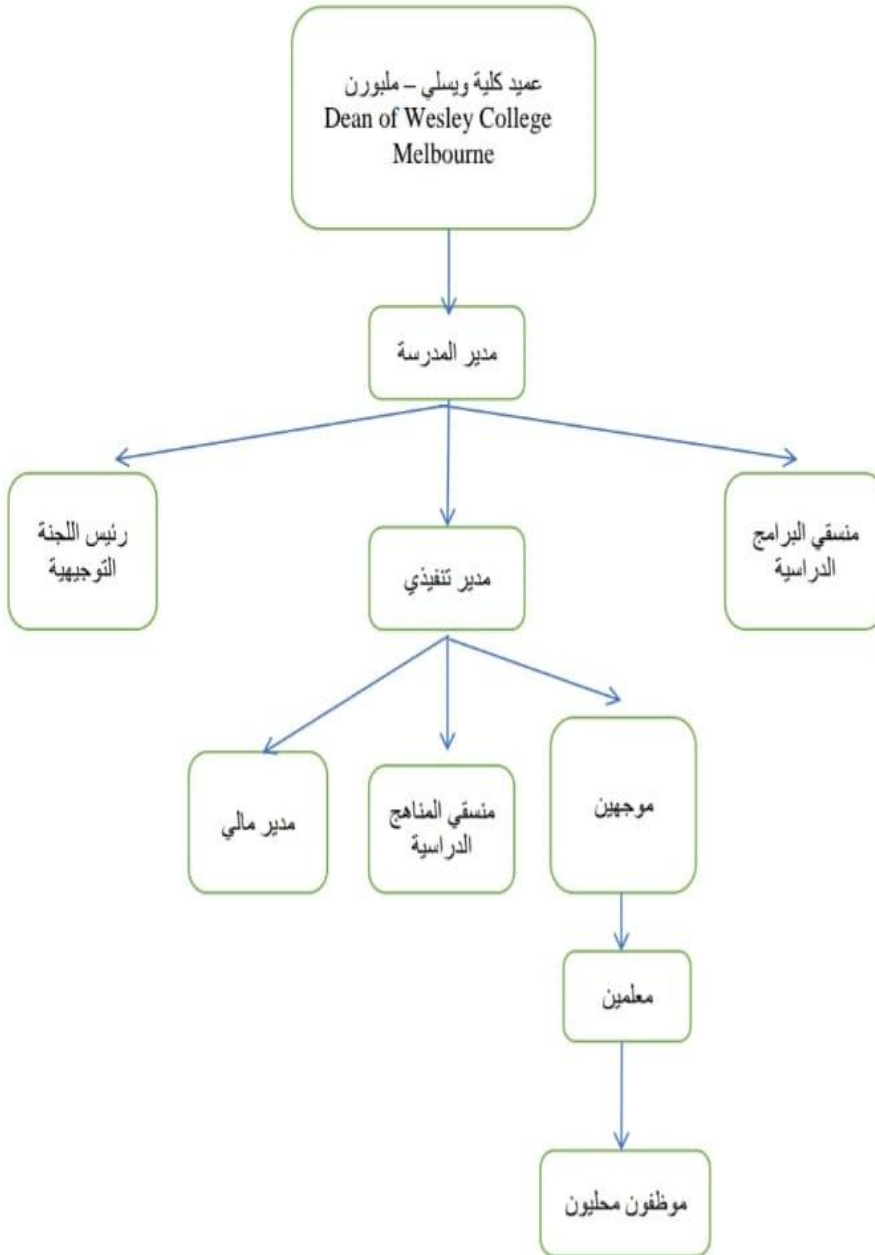 عميد كلية ويسلي – ملبورن
Dean of Wesley College
Melbourne
مدير المدرسة
منسقي البرامج
الدراسية
مدير تنفيذي
رئيس اللجنة
التوجيهية
موجهين
منسقي المناهج
الدراسية
مدير مالي
معلمين
موظفون محليون